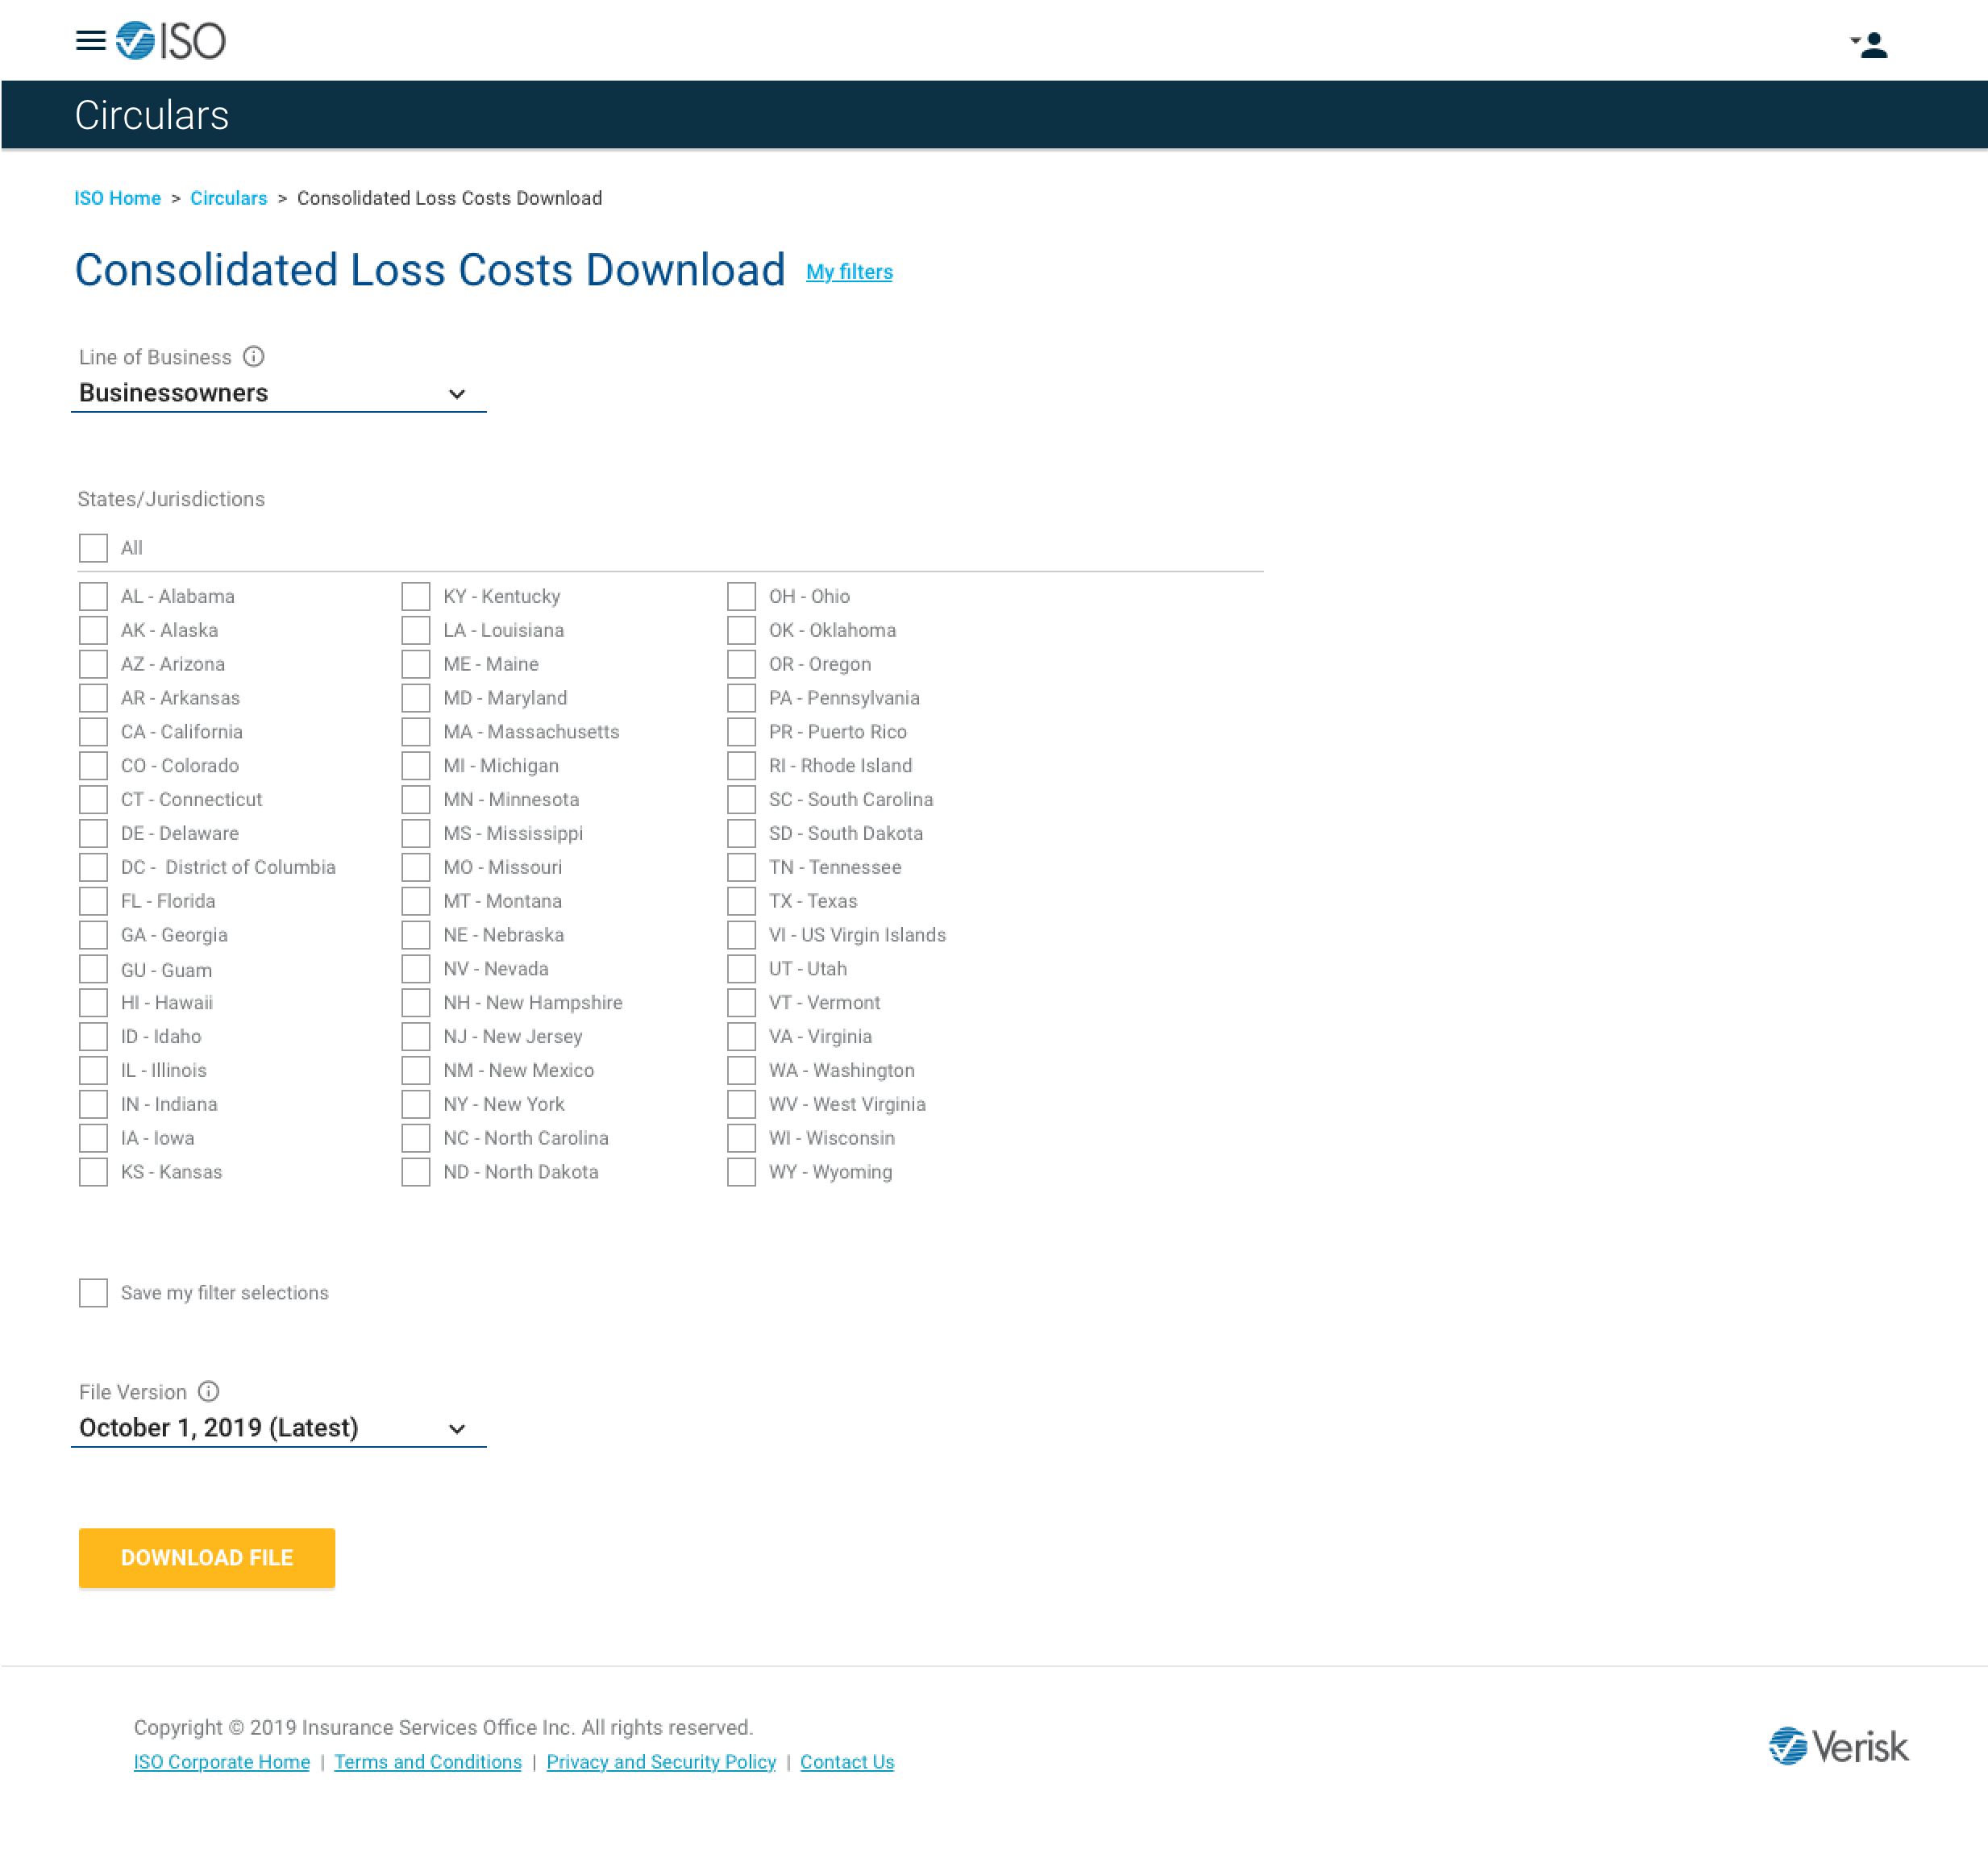 ISO
Circulars
ISO Home > Circulars > Consolidated Loss Costs Download
Consolidated Loss Costs Download My filters
Line of Business
Businessowners
States/Jurisdictions
All
AL - Alabama
AK - Alaska
AZ - Arizona
AR - Arkansas
CA - California
CO - Colorado
CT - Connecticut
DE - Delaware
DC - District of Columbia
FL - Florida
GA - Georgia
GU - Guam
HI - Hawaii
ID - Idaho
IL - Illinois
IN - Indiana
IA - Iowa
KS - Kansas
KY - Kentucky
LA - Louisiana
ME - Maine
MD - Maryland
MA - Massachusetts
MI - Michigan
MN - Minnesota
MS - Mississippi
MO - Missouri
MT - Montana
NE - Nebraska
NV - Nevada
NH - New Hampshire
NJ - New Jersey
NM - New Mexico
NY - New York
NC - North Carolina
ND - North Dakota
OH - Ohio
OK - Oklahoma
OR - Oregon
PA - Pennsylvania
PR - Puerto Rico
RI - Rhode Island
SC - South Carolina
SD - South Dakota
TN - Tennessee
TX - Texas
VI - US Virgin Islands
UT - Utah
VT - Vermont
VA - Virginia
WA - Washington
WV - West Virginia
WI - Wisconsin
WY - Wyoming
Save my filter selections
File Version
October 1, 2019 (Latest)
DOWNLOAD FILE
Copyright © 2019 Insurance Services Office Inc. All rights reserved.
ISO Corporate Home | Terms and Conditions | Privacy and Security Policy | Contact Us
Verisk